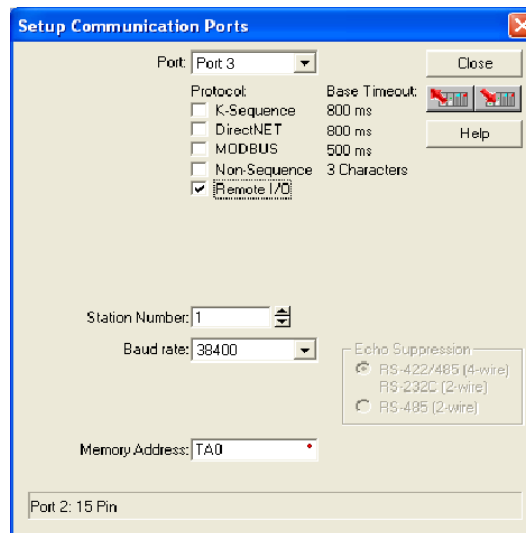 Setup Communication Ports
Port: Port 3
Close
Protocol: Base Timeout:
K-Sequence 800 ms
DirectNET 800 ms
MODBUS 500 ms
Help
Non-Sequence 3 Characters
Remote I/O
Station Number: 1
Baud rate: 38400
Echo Suppression
RS-422/485 (4-wire)
RS-232C (2-wire)
RS-485 (2-wire)
Memory Address: TA0
Port 2: 15 Pin